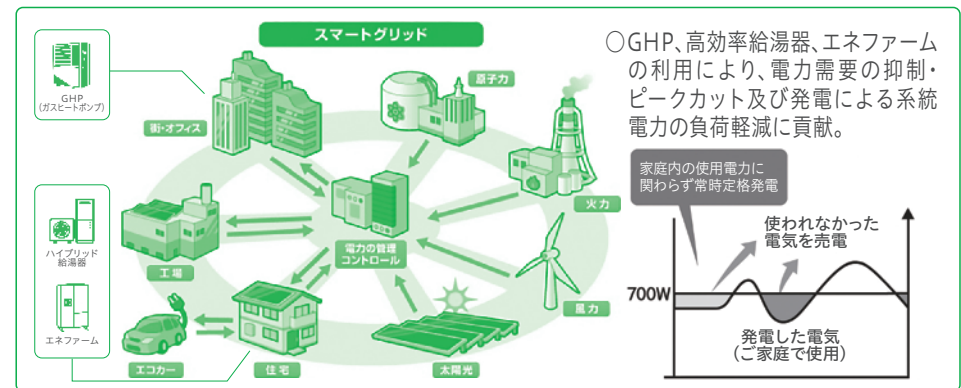 スマートグリッド
GHP
(ガスヒートポンプ)
街・オフィス
原子力
火力
工場
電力の管理
コントロール
ハイブリッド
給湯器
エネファーム
風力
エコカー
住宅
太陽光
○GHP、高効率給湯器、エネファーム
の利用により、電力需要の抑制・
ピークカット及び発電による系統
電力の負荷軽減に貢献。
家庭内の使用電力に
関わらず常時定格発電
使われなかった
電気を売電
700W
発電した電気
(ご家庭で使用)